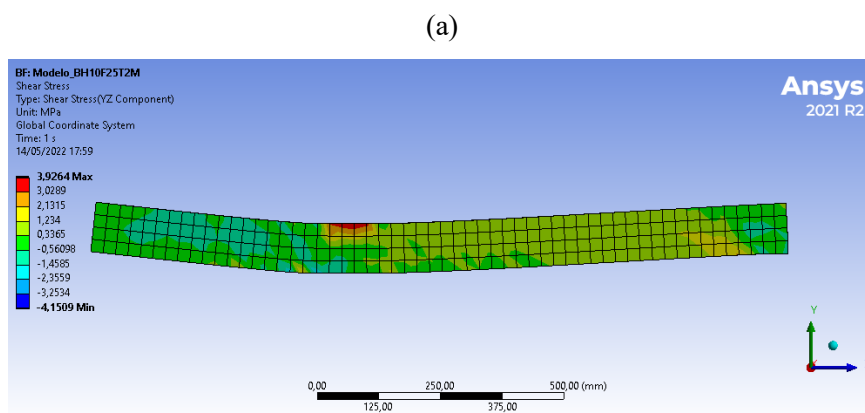 (a)
BF: Modelo_BH10F25T2M
Shear Stress
Type: Shear Stress(YZ Component)
Unit: MPa
Global Coordinate System
Time: 1 s
14/05/2022 17:59
Ansys
2021 R2
3,9264 Max
3,0289
2,1315
1,234
0,3365
-0,56098
-1,4585
-2,3559
-3,2534
-4,1509 Min
Y
0,00 250,00 500,00 (mm)
125,00 375,00